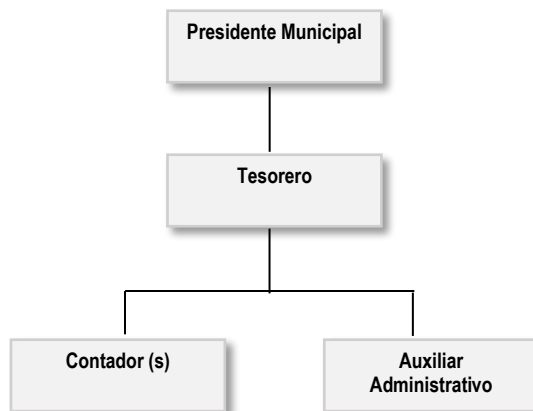 Presidente Municipal
Tesorero
Contador (s)
Auxiliar
Administrativo